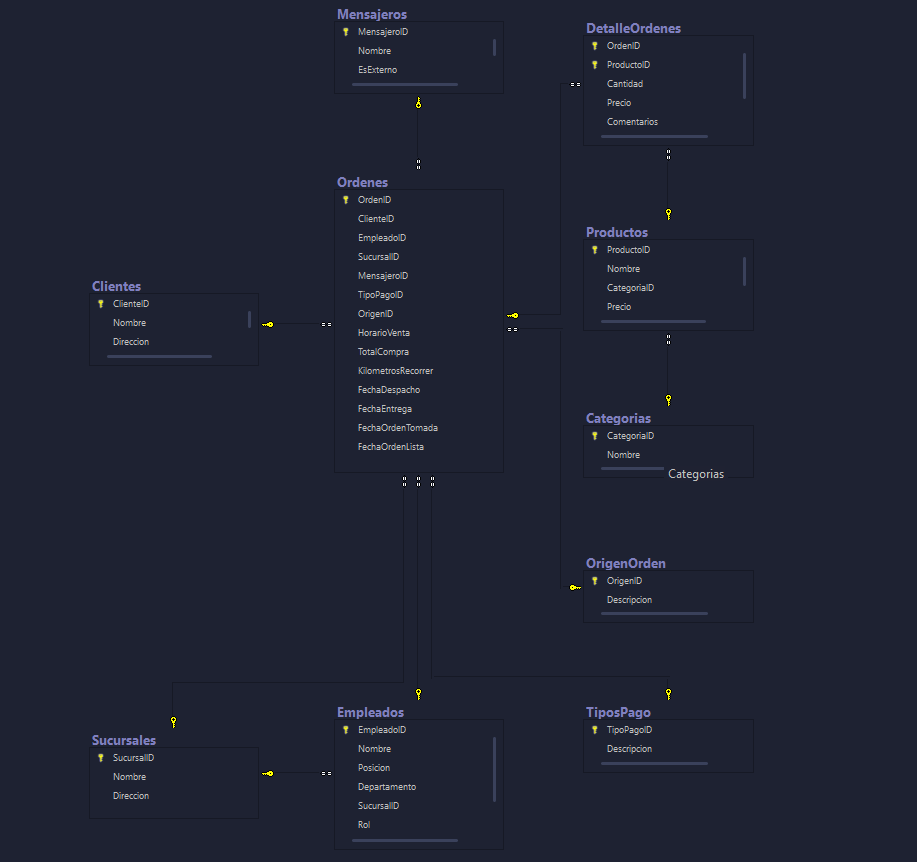 Mensajeros
MensajeroID
Nombre
EsExterno
DetalleOrdenes
OrdenID
ProductoID
Cantidad
Precio
Comentarios
Ordenes
OrdenID
ClienteID
EmpleadoID
SucursalID
MensajeroID
TipoPagoID
OrigenID
HorarioVenta
TotalCompra
KilometrosRecorrer
FechaDespacho
FechaEntrega
FechaOrdenTomada
FechaOrdenLista
Productos
ProductoID
Nombre
CategoriaID
Precio
Clientes
ClienteID
Nombre
Direccion
Categorias
CategoriaID
Nombre
Categorias
OrigenOrden
OrigenID
Descripcion
Sucursales
SucursalID
Nombre
Direccion
Empleados
EmpleadoID
Nombre
Posicion
Departamento
SucursalID
Rol
TiposPago
TipoPagoID
Descripcion